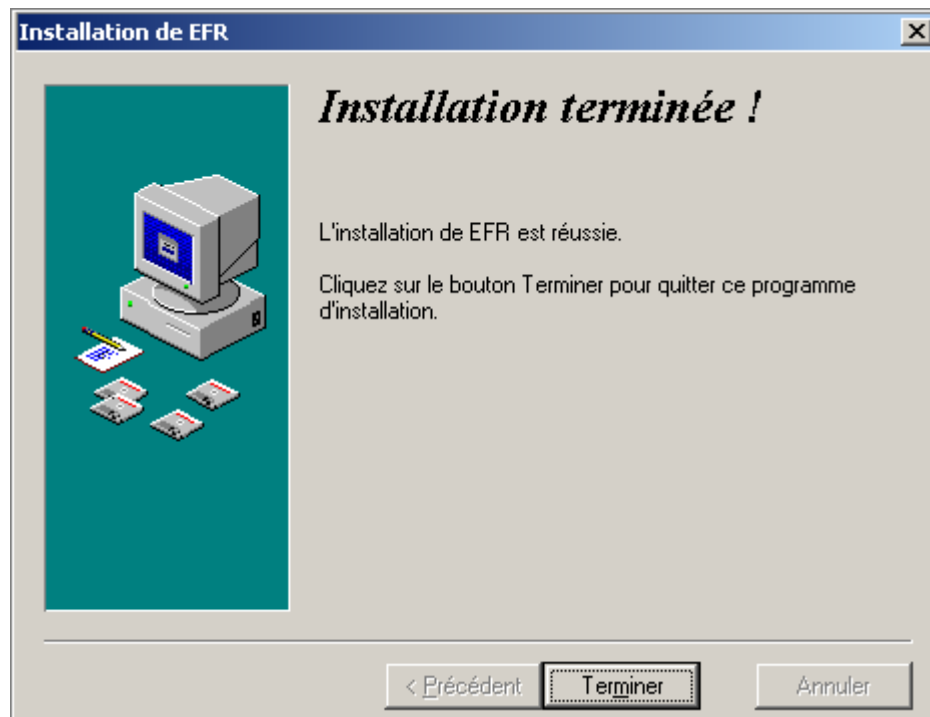 Installation de EFR
Installation terminée !
L'installation de EFR est réussie.
Cliquez sur le bouton Terminer pour quitter ce programme
d'installation.
< Précédent
Terminer
Annuler